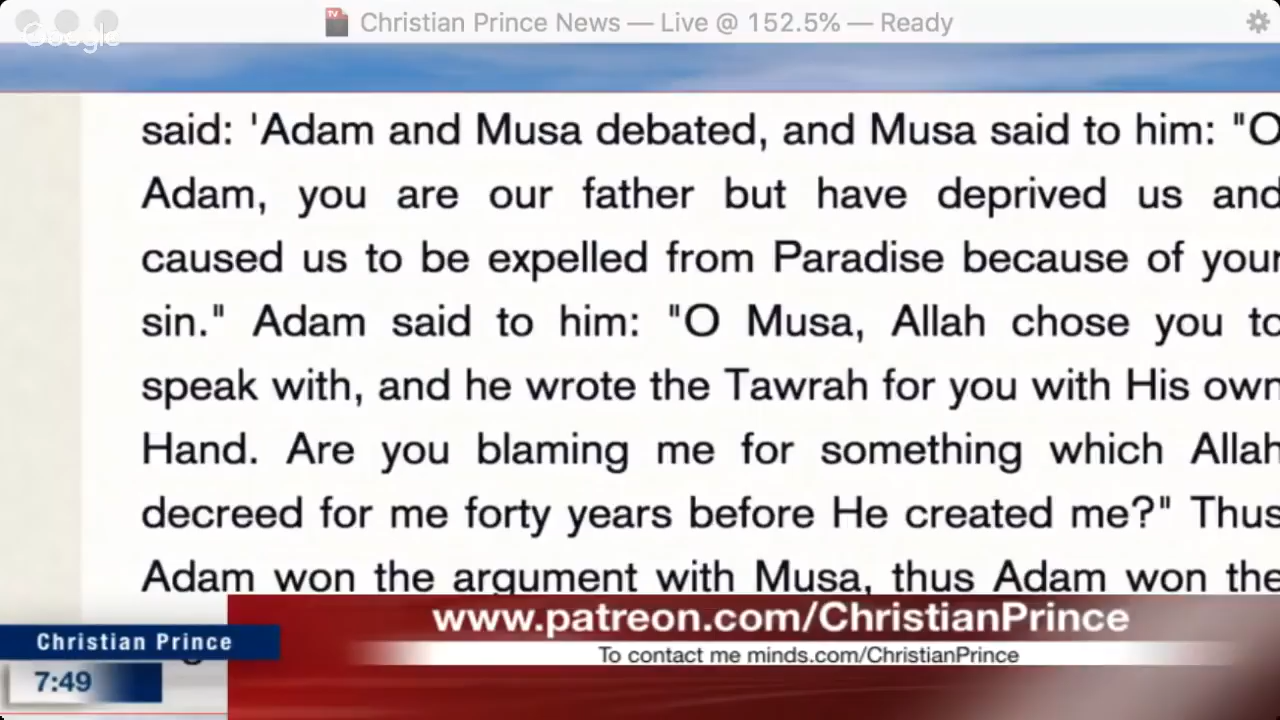 Christian Prince News — Live @ 152.5% — Ready
Google
said: 'Adam and Musa debated, and Musa said to him: "O
Adam, you are our father but have deprived us and
caused us to be expelled from Paradise because of your
sin." Adam said to him: "O Musa, Allah chose you to
speak with, and he wrote the Tawrah for you with His own
Hand. Are you blaming me for something which Allah
decreed for me forty years before He created me?" Thus
Adam won the argument with Musa, thus Adam won the
www.patreon.com/ChristianPrince
Christian Prince
To contact me minds.com/ChristianPrince
7:49